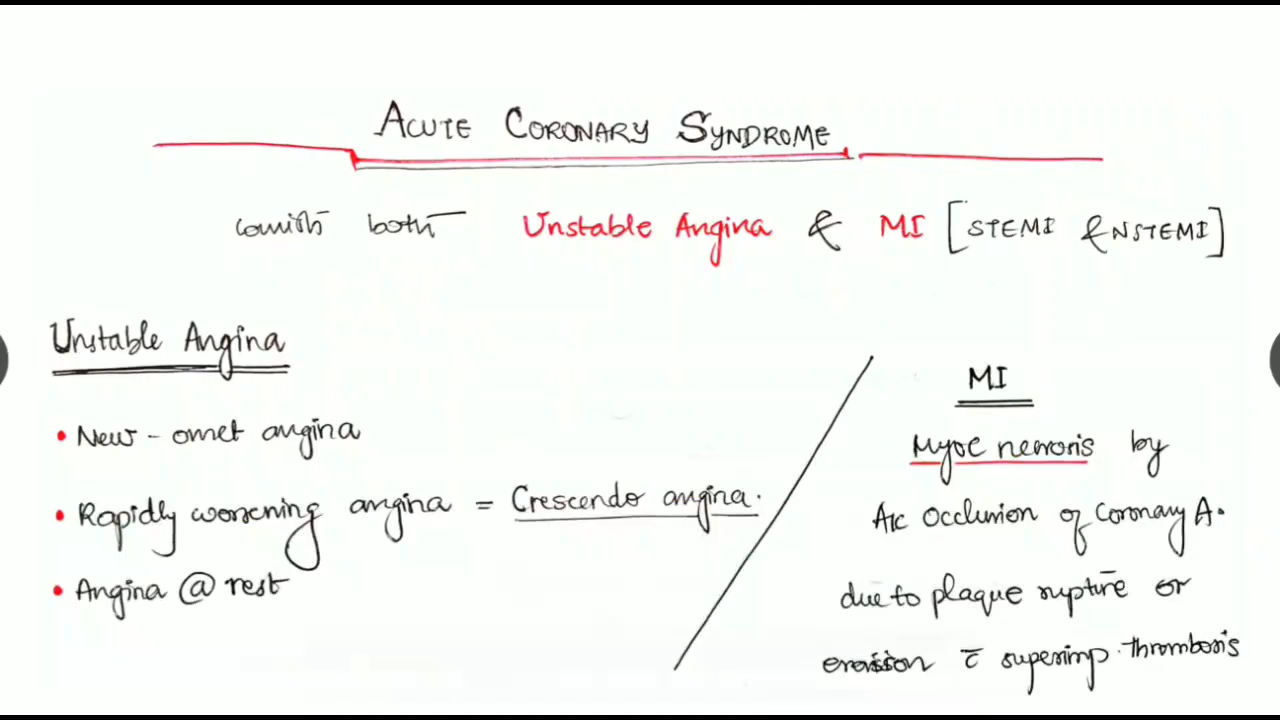 ACUTE CORONARY SYNDROME
consists both Unstable Angina & MI [STEMI & NSTEMI]
Unstable Angina
• New - onset angina
• Rapidly worsening angina = Crescendo angina.
• Angina @ rest
MI
Myoc necrosis by
A/c Occlusion of Coronary A.
due to plaque rupture or
erosion c̄ superimp. thrombosis